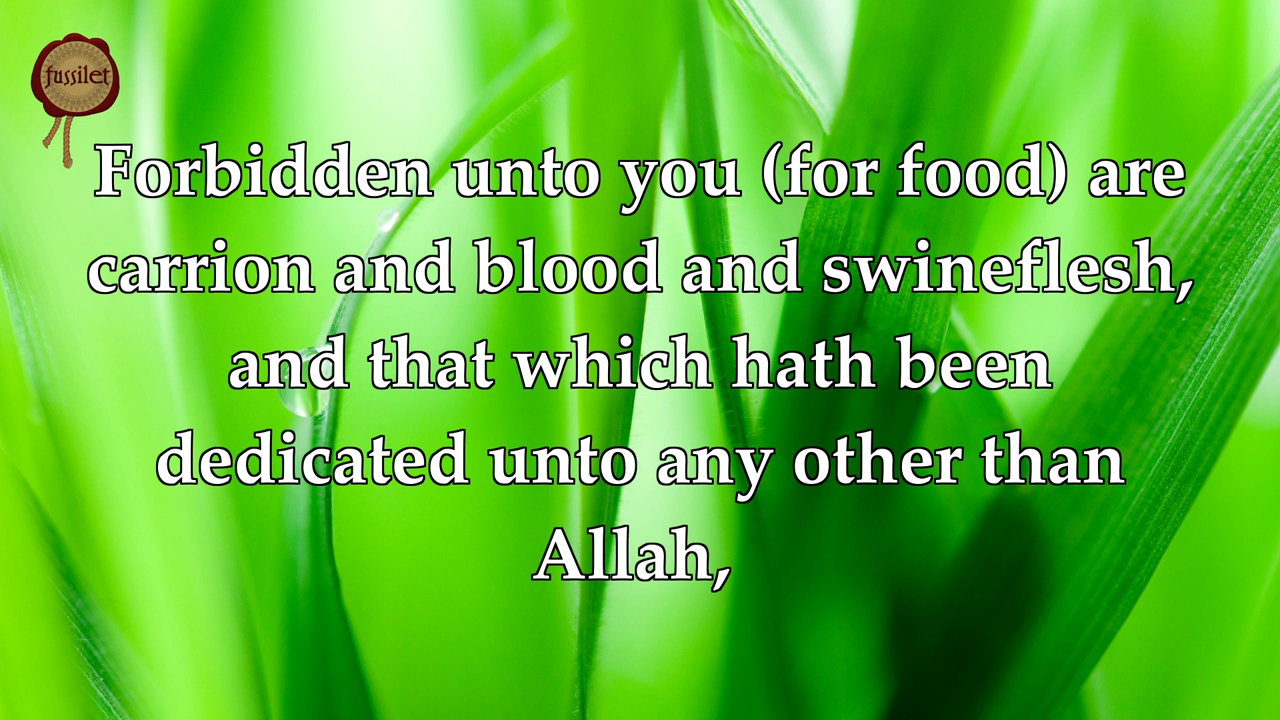 fussilet
Forbidden unto you (for food) are
carrion and blood and swineflesh,
and that which hath been
dedicated unto any other than
Allah,